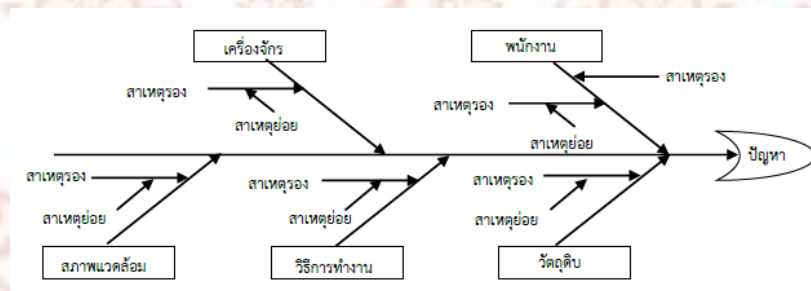 เครื่องจักร
พนักงาน
สาเหตุรอง
สาเหตุรอง
สาเหตุรอง
สาเหตุย่อย
สาเหตุย่อย
ปัญหา
สาเหตุรอง
สาเหตุรอง
สาเหตุรอง
สาเหตุย่อย
สาเหตุย่อย
สาเหตุย่อย
สภาพแวดล้อม
วิธีการทำงาน
วัตถุดิบ